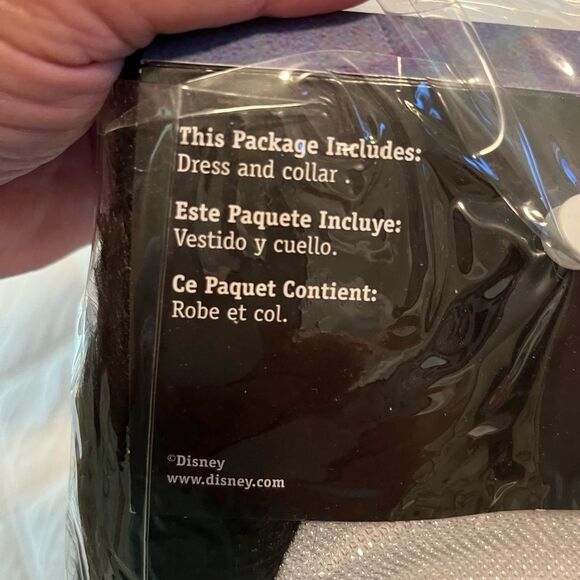 This Package Includes:
Dress and collar .
Este Paquete Incluye:
Vestido y cuello.
Ce Paquet Contient:
Robe et col.
©Disney
www.disney.com